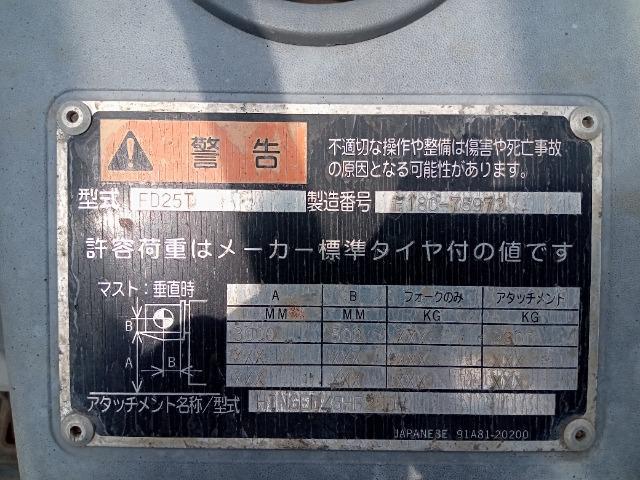 警告
不適切な操作や整備は傷害や死亡事故
の原因となる可能性があります。
型式 FD25T 製造番号
許容荷重はメーカー標準タイヤ付の値です
マスト:垂直時
A B フォークのみ アタッチメント
MM MM KG KG
B
A
B
XXX XXX XXX XXX
アタッチメント名称/型式
JAPANESE 91A81-20200